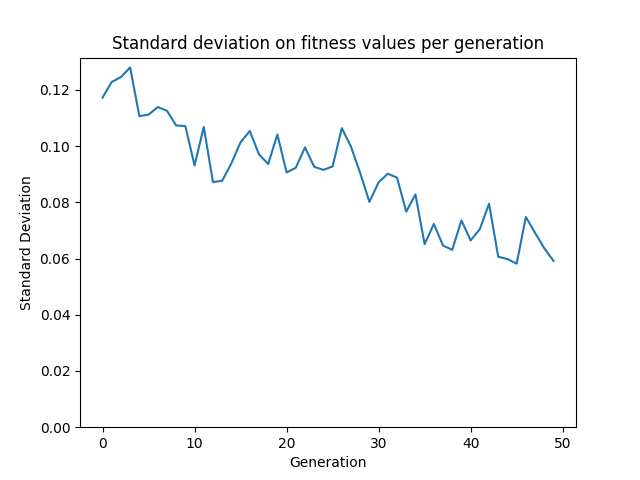 Standard deviation on fitness values per generation
0.12
0.10
0.08
0.06
0.04
0.02
0.00
Standard Deviation
0 10 20 30 40 50
Generation